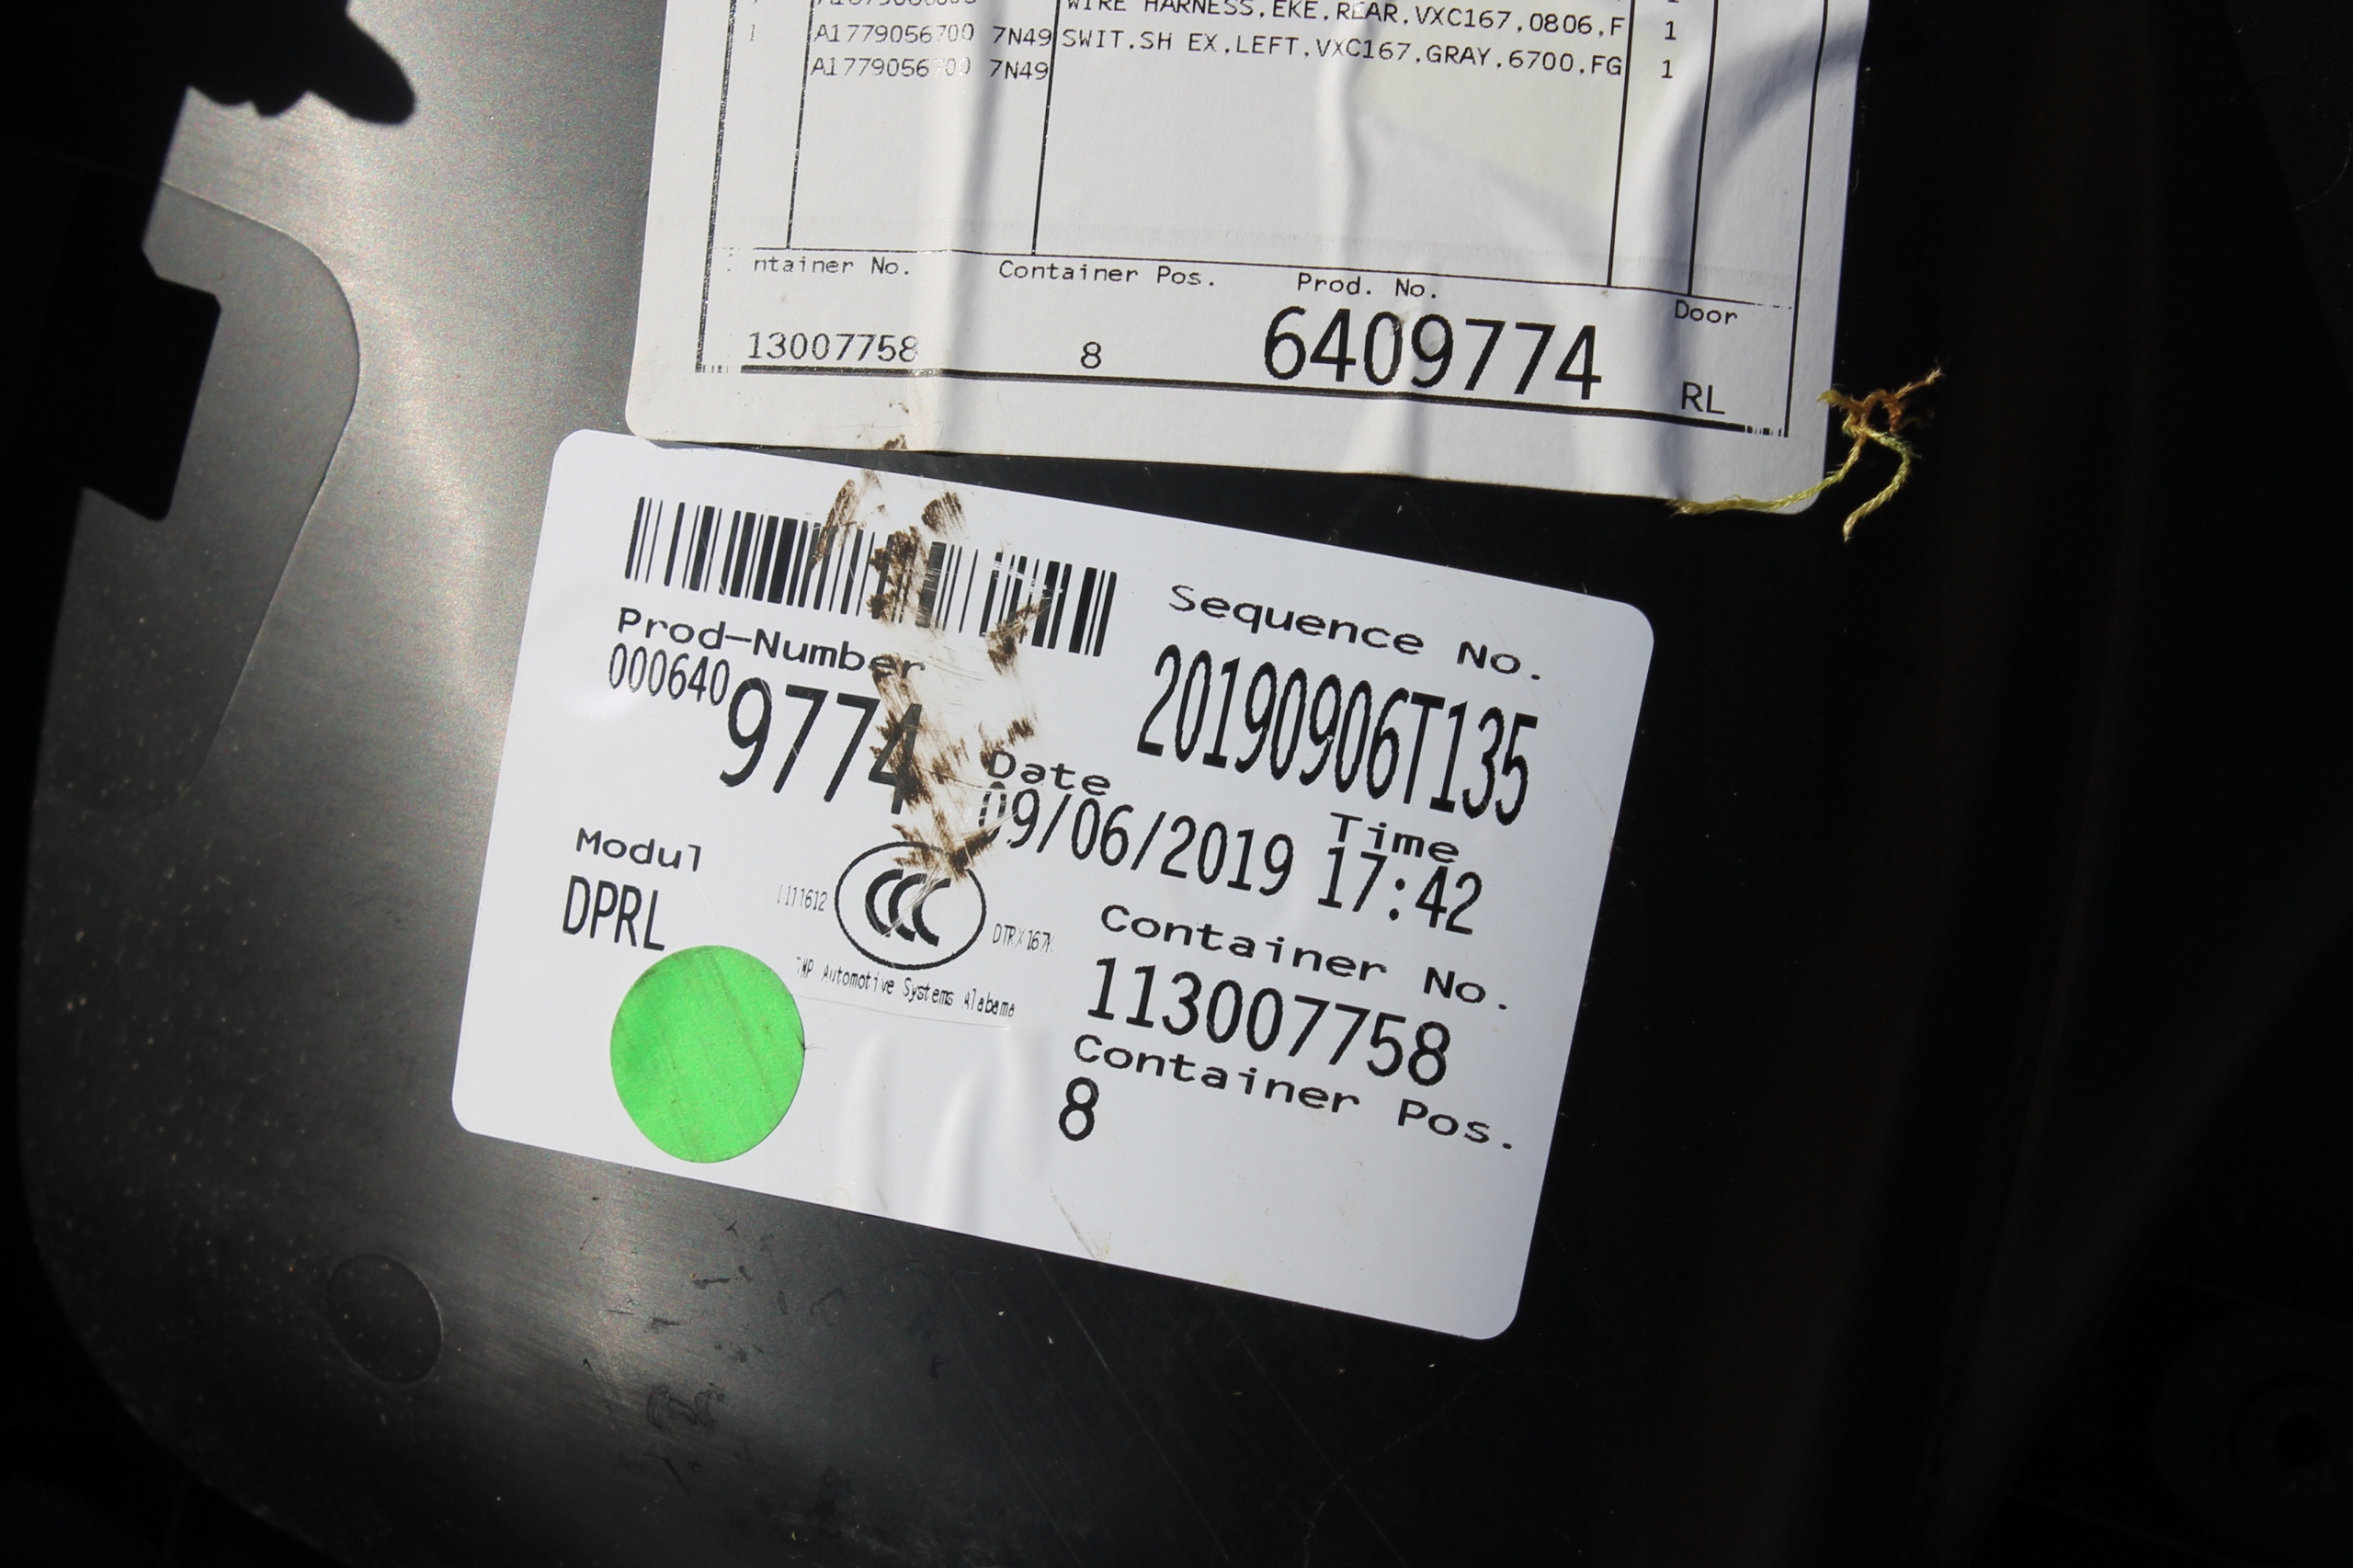 WIRE HARNESS,EKE,REAR,VXC167,0806,F
1 A1779056700 7N49 SWIT.SH EX,LEFT,VXC167,GRAY,6700,FG 1
A1779056700 7N49 1
ntainer No. Container Pos. Prod. No. Door
13007758 8 6409774 RL
Sequence No.
20190906T135
Prod-Number
0006409774
Date Time
09/06/2019 17:42
Modul
DPRL
CCC
Automotive Systems Alabama
Container No.
113007758
Container Pos.
8